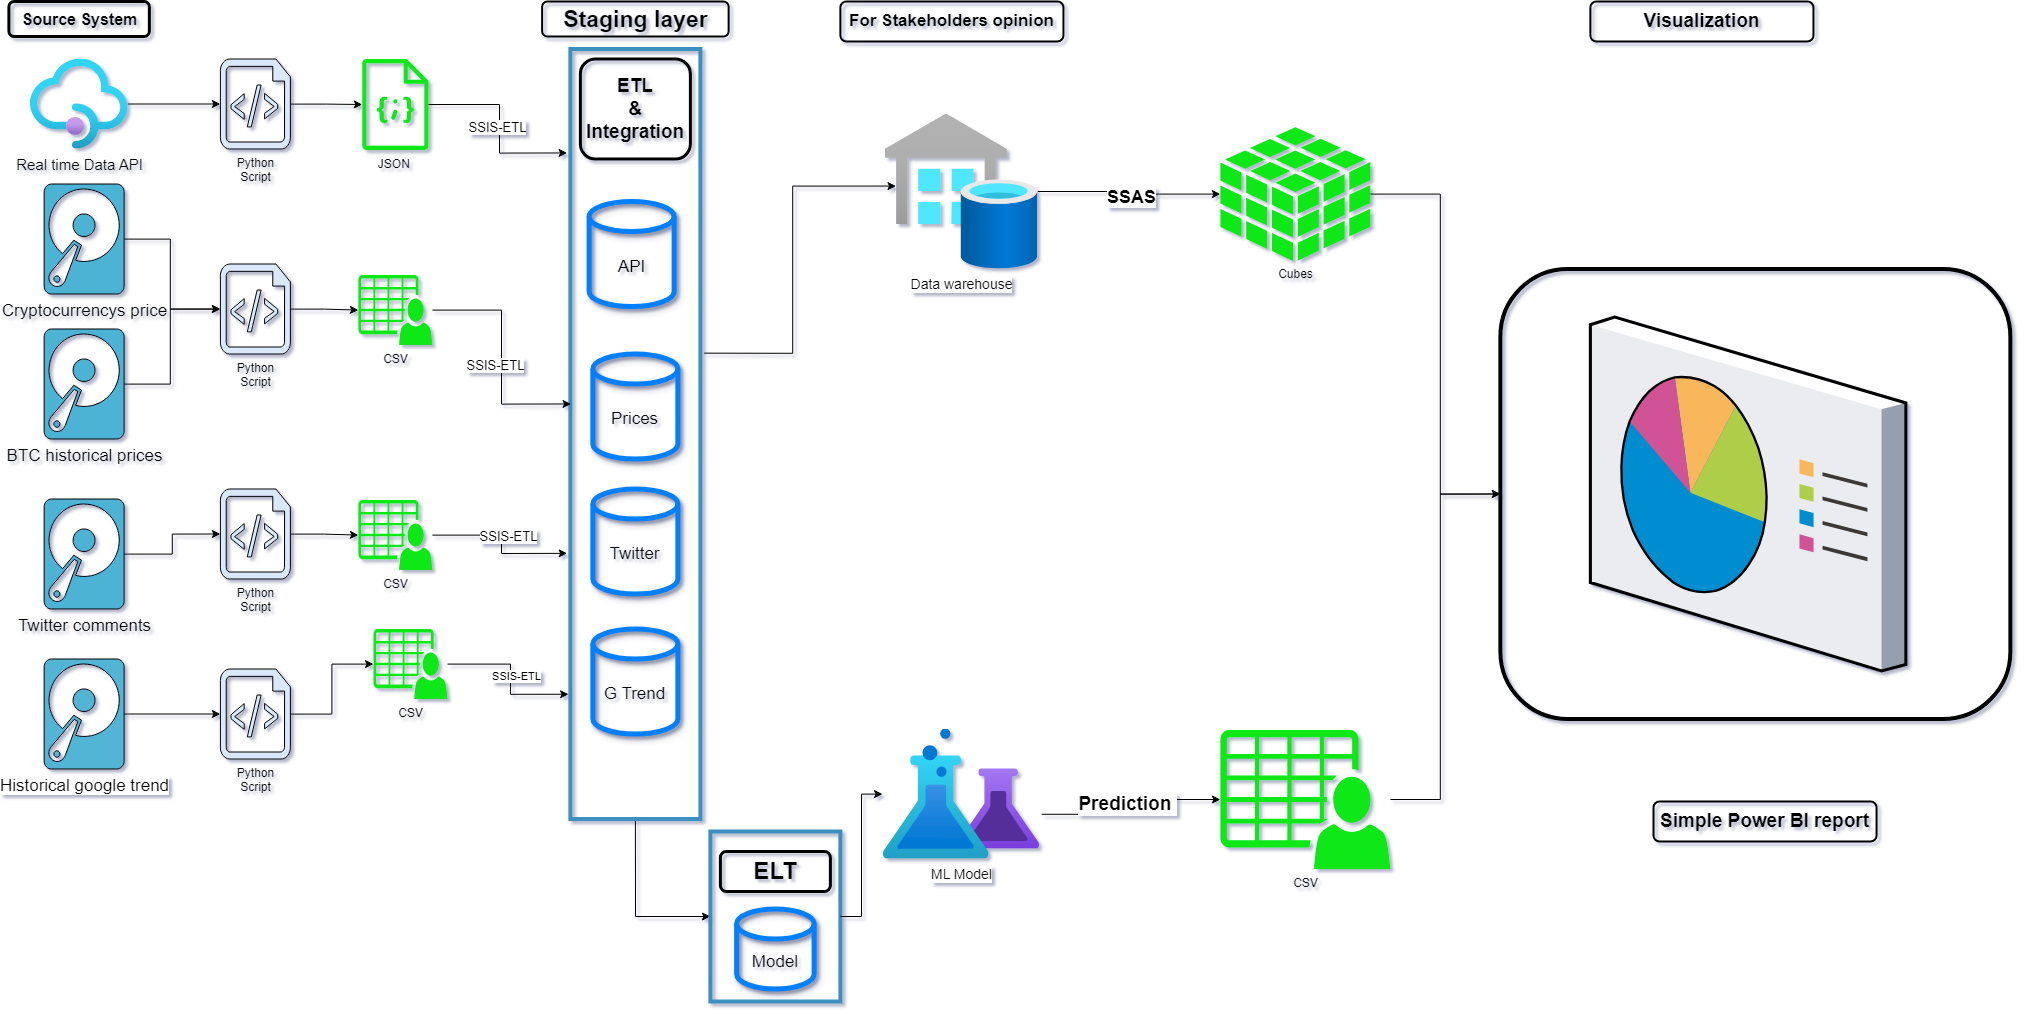 Source System
Staging layer
For Stakeholders opinion
Visualization
Real time Data API
Python
Script
JSON
SSIS-ETL
ETL
&
Integration
API
Data warehouse
SSAS
Cubes
Cryptocurrencys price
BTC historical prices
Python
Script
CSV
SSIS-ETL
Prices
Twitter comments
Python
Script
CSV
SSIS-ETL
Twitter
Historical google trend
Python
Script
CSV
SSIS-ETL
G Trend
ELT
Model
ML Model
Prediction
CSV
Simple Power BI report